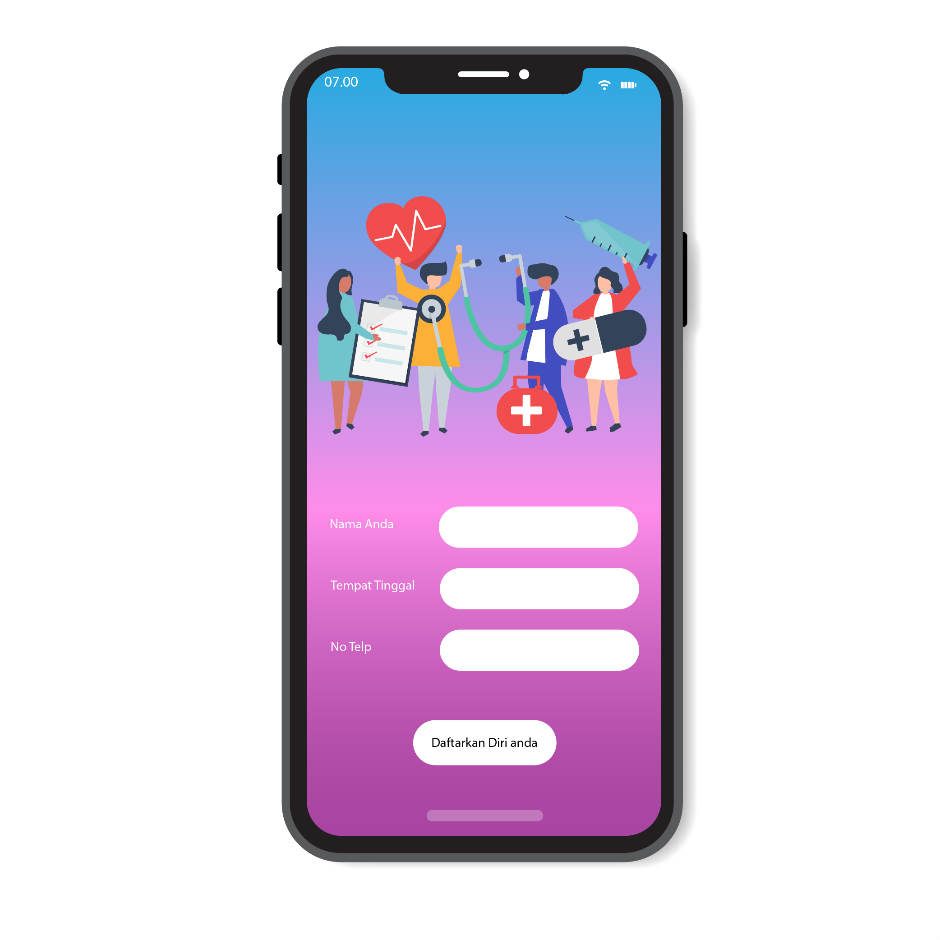 07.00
Nama Anda
Tempat Tinggal
No Telp
Daftarkan Diri anda